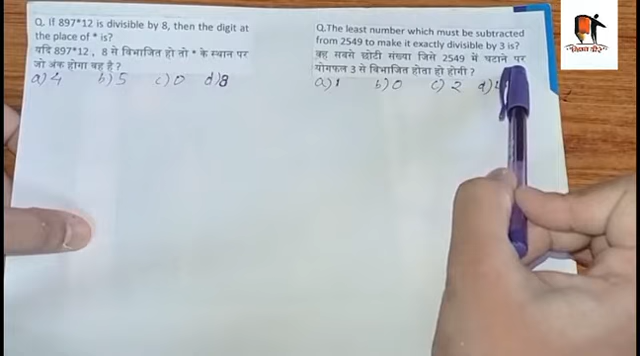 Q. If 897*12 is divisible by 8, then the digit at
the place of * is?
यदि 897*12, 8 से विभाजित हो तो * के स्थान पर
जो अंक होगा वह है ?
a) 4 b) 5 c) 0 d) 8
Q.The least number which must be subtracted
from 2549 to make it exactly divisible by 3 is?
वह सबसे छोटी संख्या जिसे 2549 में घटाने पर
योगफल 3 से विभाजित होता हो होगी ?
a) 1 b) 0 c) 2 d)